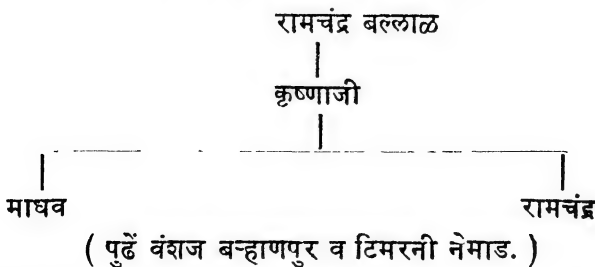 रामचंद्र बल्लाळ
कृष्णाजी
माधव रामचंद्र
( पुढें वंशज बऱ्हाणपुर व टिमरनी नेमाड. )